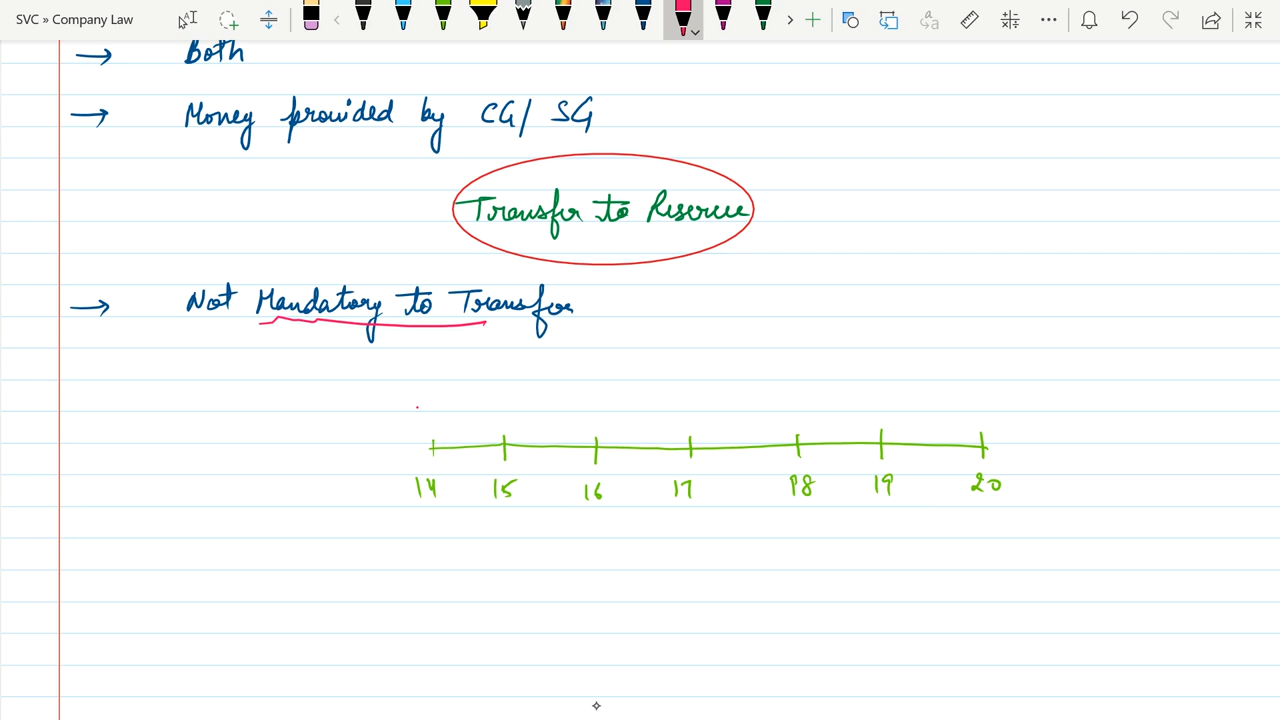 SVC » Company Law
→ Both
→ Money provided by CG/ SG
Transfer to Reserve
→ Not Mandatory to Transfer
14 15 16 17 18 19 20